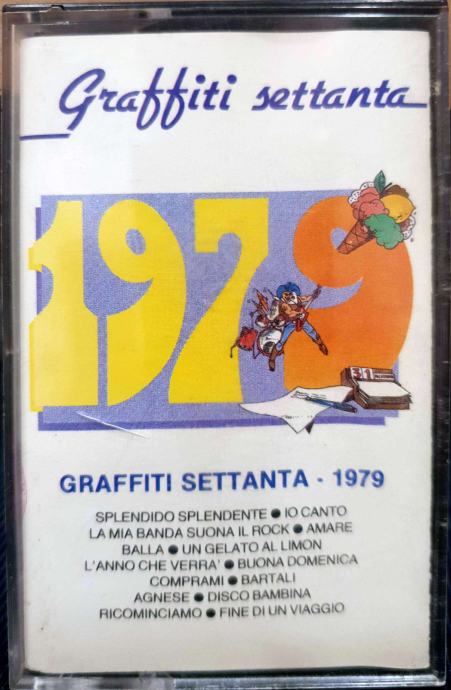 Graffiti settanta
1979
31
GRAFFITI SETTANTA - 1979
SPLENDIDO SPLENDENTE ● IO CANTO
LA MIA BANDA SUONA IL ROCK ● AMARE
BALLA ● UN GELATO AL LIMON
L'ANNO CHE VERRA' ● BUONA DOMENICA
COMPRAMI ● BARTALI
AGNESE ● DISCO BAMBINA
RICOMINCIAMO ● FINE DI UN VIAGGIO